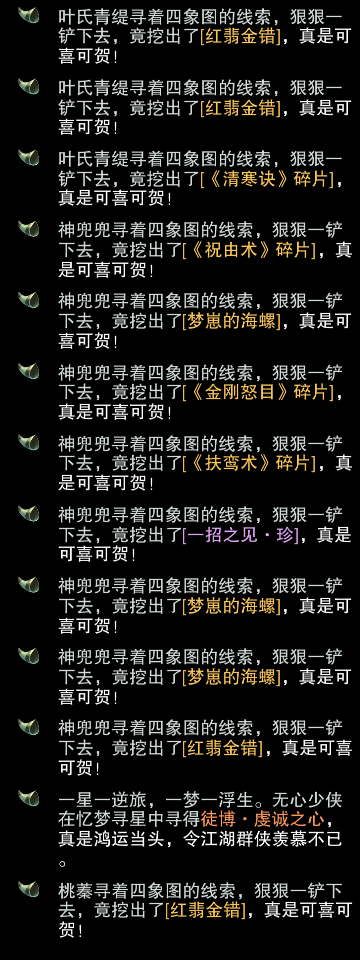 叶氏青缇寻着四象图的线索，狠狠一
铲下去，竟挖出了[红翡金错]，真是可
喜可贺！
叶氏青缇寻着四象图的线索，狠狠一
铲下去，竟挖出了[红翡金错]，真是可
喜可贺！
叶氏青缇寻着四象图的线索，狠狠一
铲下去，竟挖出了[《清寒诀》碎片]，
真是可喜可贺！
神兜兜寻着四象图的线索，狠狠一铲
下去，竟挖出了[《祝由术》碎片]，真
是可喜可贺！
神兜兜寻着四象图的线索，狠狠一铲
下去，竟挖出了[梦崽的海螺]，真是可
喜可贺！
神兜兜寻着四象图的线索，狠狠一铲
下去，竟挖出了[《金刚怒目》碎片]，
真是可喜可贺！
神兜兜寻着四象图的线索，狠狠一铲
下去，竟挖出了[《扶鸾术》碎片]，真
是可喜可贺！
神兜兜寻着四象图的线索，狠狠一铲
下去，竟挖出了[一招之见·珍]，真是
可喜可贺！
神兜兜寻着四象图的线索，狠狠一铲
下去，竟挖出了[梦崽的海螺]，真是可
喜可贺！
神兜兜寻着四象图的线索，狠狠一铲
下去，竟挖出了[梦崽的海螺]，真是可
喜可贺！
神兜兜寻着四象图的线索，狠狠一铲
下去，竟挖出了[红翡金错]，真是可喜
可贺！
一星一逆旅，一梦一浮生。无心少侠
在忆梦寻星中寻得徒博·虔诚之心，
真是鸿运当头，令江湖群侠羡慕不已
。
桃蓁寻着四象图的线索，狠狠一铲下
去，竟挖出了[红翡金错]，真是可喜可
贺！